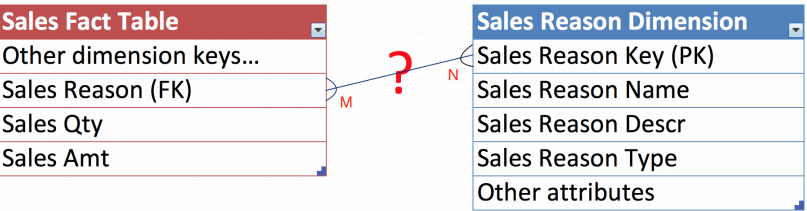 Sales Fact Table
Other dimension keys...
Sales Reason (FK)
Sales Qty
Sales Amt
M
?
N
Sales Reason Dimension
Sales Reason Key (PK)
Sales Reason Name
Sales Reason Descr
Sales Reason Type
Other attributes